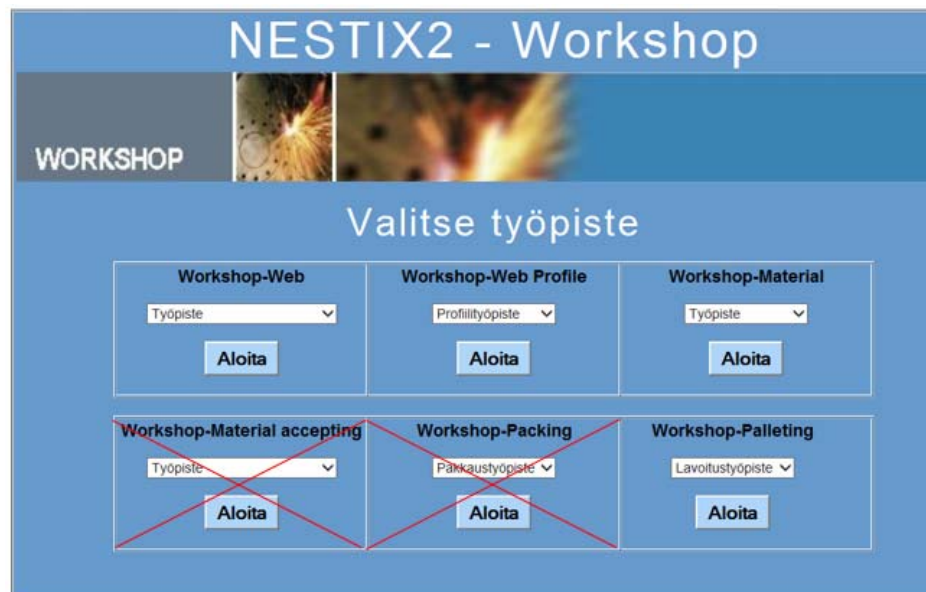 NESTIX2 - Workshop
WORKSHOP
Valitse työpiste
Workshop-Web
Työpiste
Aloita
Workshop-Web Profile
Profiilityöpiste
Aloita
Workshop-Material
Työpiste
Aloita
Workshop-Material accepting
Työpiste
Aloita
Workshop-Packing
Pakkaustyöpiste
Aloita
Workshop-Palleting
Lavoitustyöpiste
Aloita